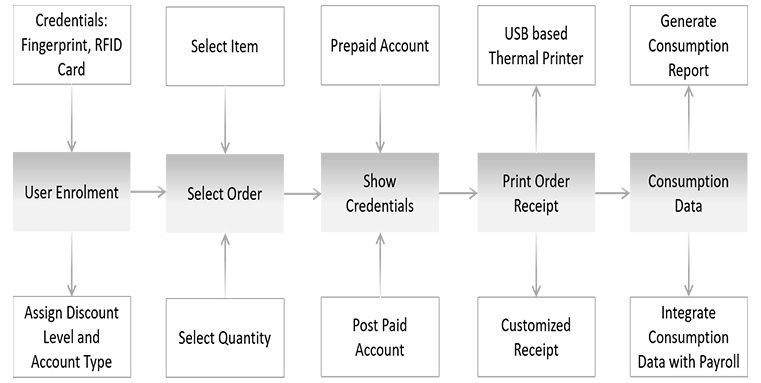 Credentials:
Fingerprint, RFID
Card
Select Item
Prepaid Account
USB based
Thermal Printer
Generate
Consumption
Report
User Enrolment
Select Order
Show
Credentials
Print Order
Receipt
Consumption
Data
Assign Discount
Level and
Account Type
Select Quantity
Post Paid
Account
Customized
Receipt
Integrate
Consumption
Data with Payroll